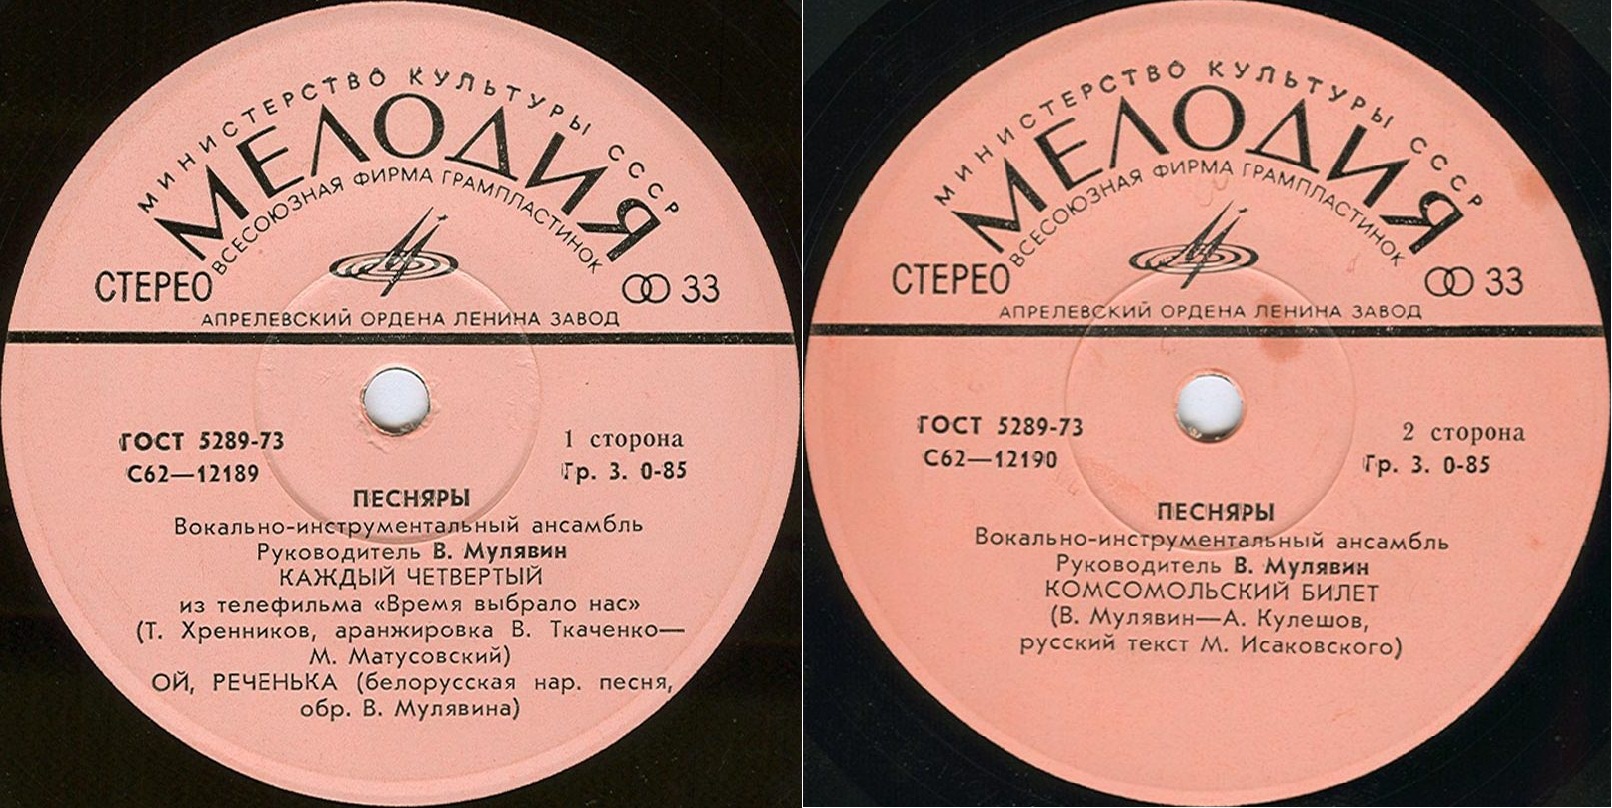 МИНИСТЕРСТВО КУЛЬТУРЫ СССР
МЕЛОДИЯ
ВСЕСОЮЗНАЯ ФИРМА ГРАМПЛАСТИНОК
СТЕРЕО
33
АПРЕЛЕВСКИЙ ОРДЕНА ЛЕНИНА ЗАВОД
ГОСТ 5289-73
1 сторона
С62—12189
Гр. 3. 0-85
ПЕСНЯРЫ
Вокально-инструментальный ансамбль
Руководитель В. Мулявин
КАЖДЫЙ ЧЕТВЕРТЫЙ
из телефильма «Время выбрало нас»
(Т. Хренников, аранжировка В. Ткаченко—
М. Матусовский)
ОЙ, РЕЧЕНЬКА (белорусская нар. песня,
обр. В. Мулявина)
МИНИСТЕРСТВО КУЛЬТУРЫ СССР
МЕЛОДИЯ
ВСЕСОЮЗНАЯ ФИРМА ГРАМПЛАСТИНОК
СТЕРЕО
33
АПРЕЛЕВСКИЙ ОРДЕНА ЛЕНИНА ЗАВОД
ГОСТ 5289-73
2 сторона
С62—12190
Гр. 3. 0-85
ПЕСНЯРЫ
Вокально-инструментальный ансамбль
Руководитель В. Мулявин
КОМСОМОЛЬСКИЙ БИЛЕТ
(В. Мулявин—А. Кулешов,
русский текст М. Исаковского)